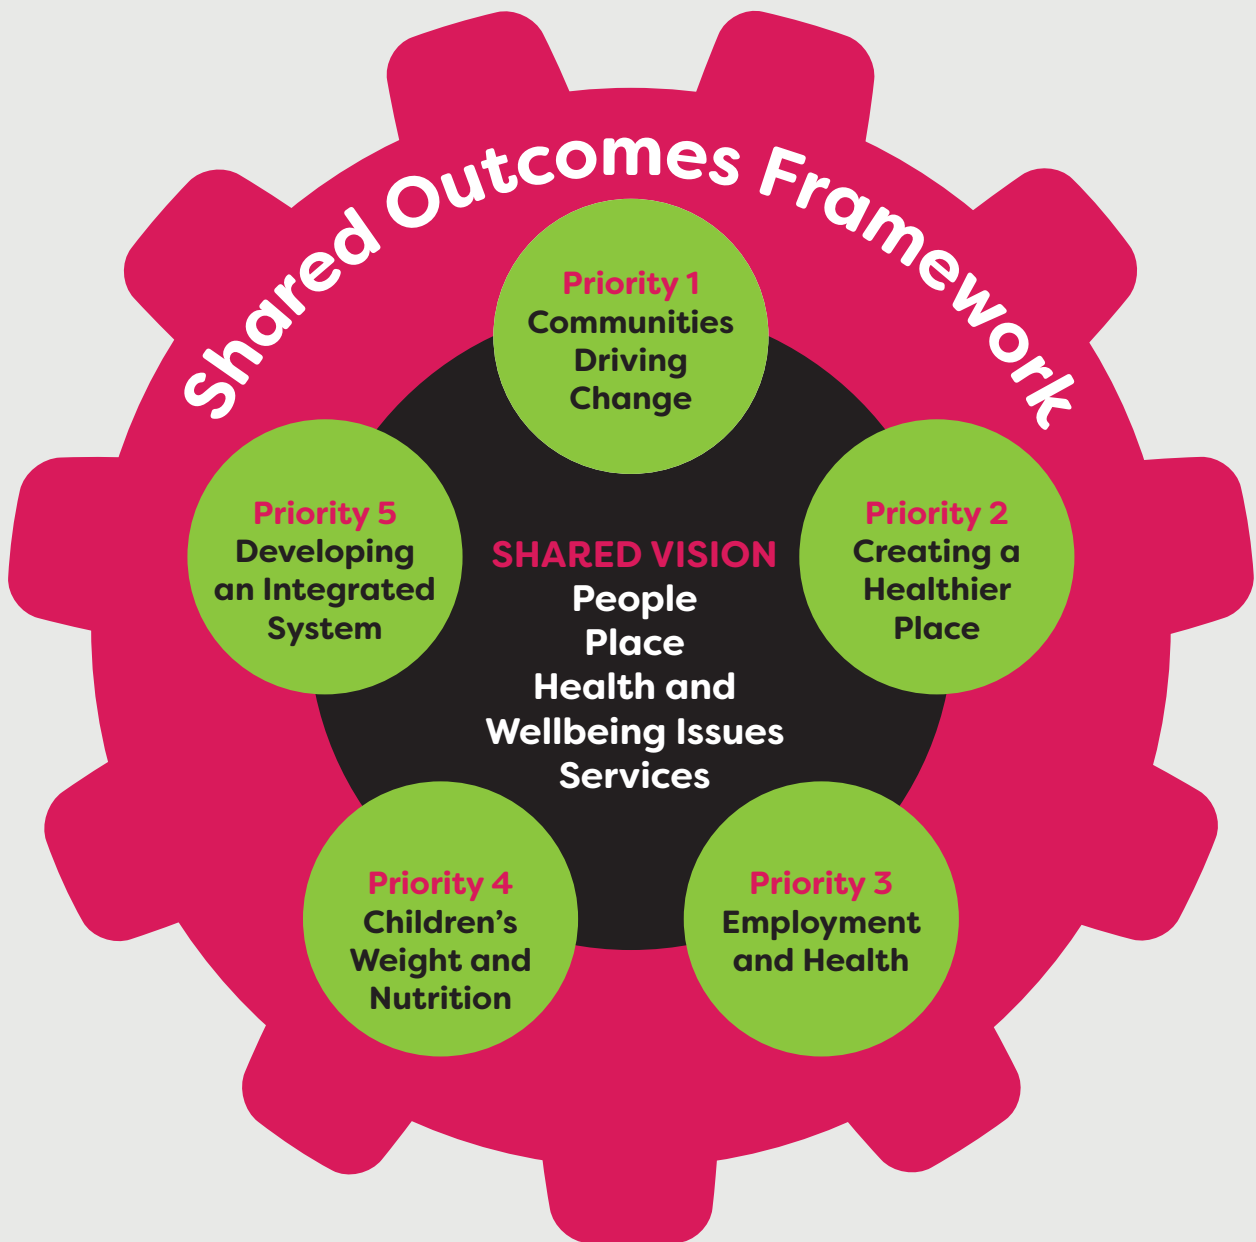 Shared Outcomes Framework
Priority 1
Communities
Driving
Change
Priority 2
Creating a
Healthier
Place
Priority 3
Employment
and Health
Priority 4
Children’s
Weight and
Nutrition
Priority 5
Developing
an Integrated
System
SHARED VISION
People
Place
Health and
Wellbeing Issues
Services